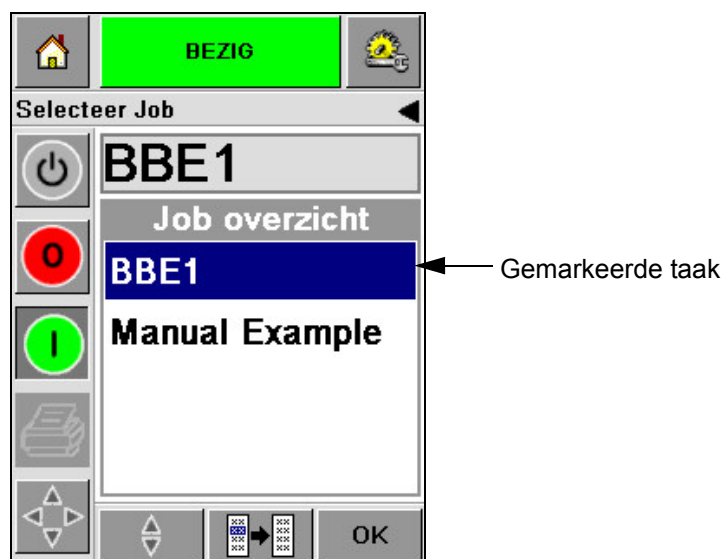 BEZIG
Selecteer Job
BBE1
Job overzicht
BBE1
Gemarkeerde taak
Manual Example
OK